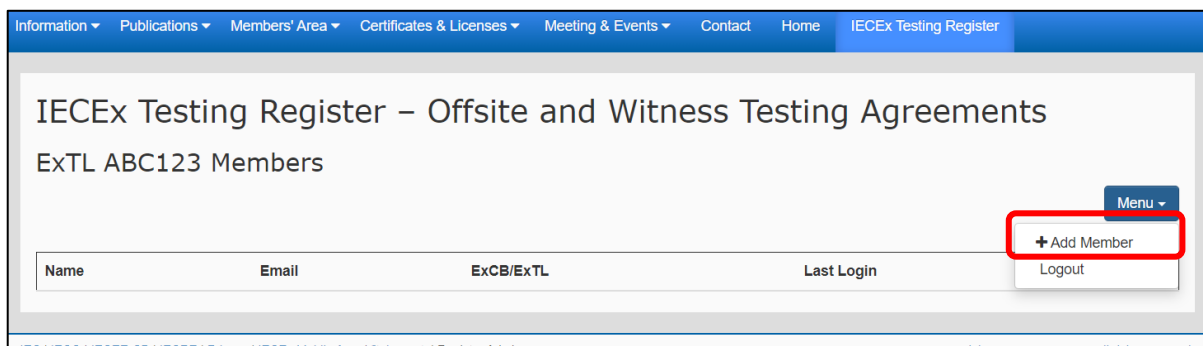 Information Publications Members' Area Certificates & Licenses Meeting & Events Contact Home IECEx Testing Register
IECEx Testing Register – Offsite and Witness Testing Agreements
ExTL ABC123 Members
Menu
+ Add Member
Logout
Name Email ExCB/ExTL Last Login